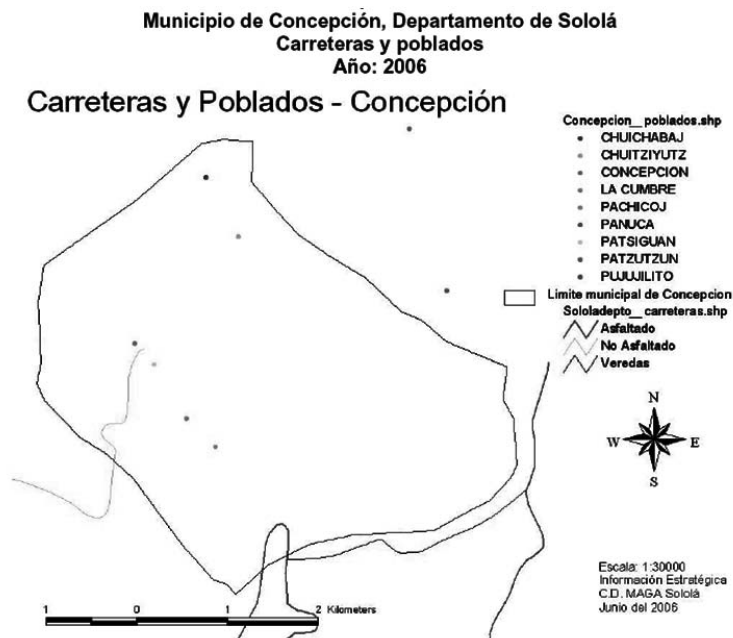 Municipio de Concepción, Departamento de Sololá
Carreteras y poblados
Año: 2006
Carreteras y Poblados - Concepción
Concepcion__poblados.shp
CHUICHABAJ
CHUITZIYUTZ
CONCEPCION
LA CUMBRE
PACHICOJ
PANUCA
PATSIGUAN
PATZUTZUN
PUJUJILITO
Limite municipal de Concepcion
Sololadepto__carreteras.shp
Asfaltado
No Asfaltado
Veredas
N
W E
S
1 0 1 2 Kilometers
Escala: 1:30000
Información Estratégica
C.D. MAGA Sololá
Junio del 2006